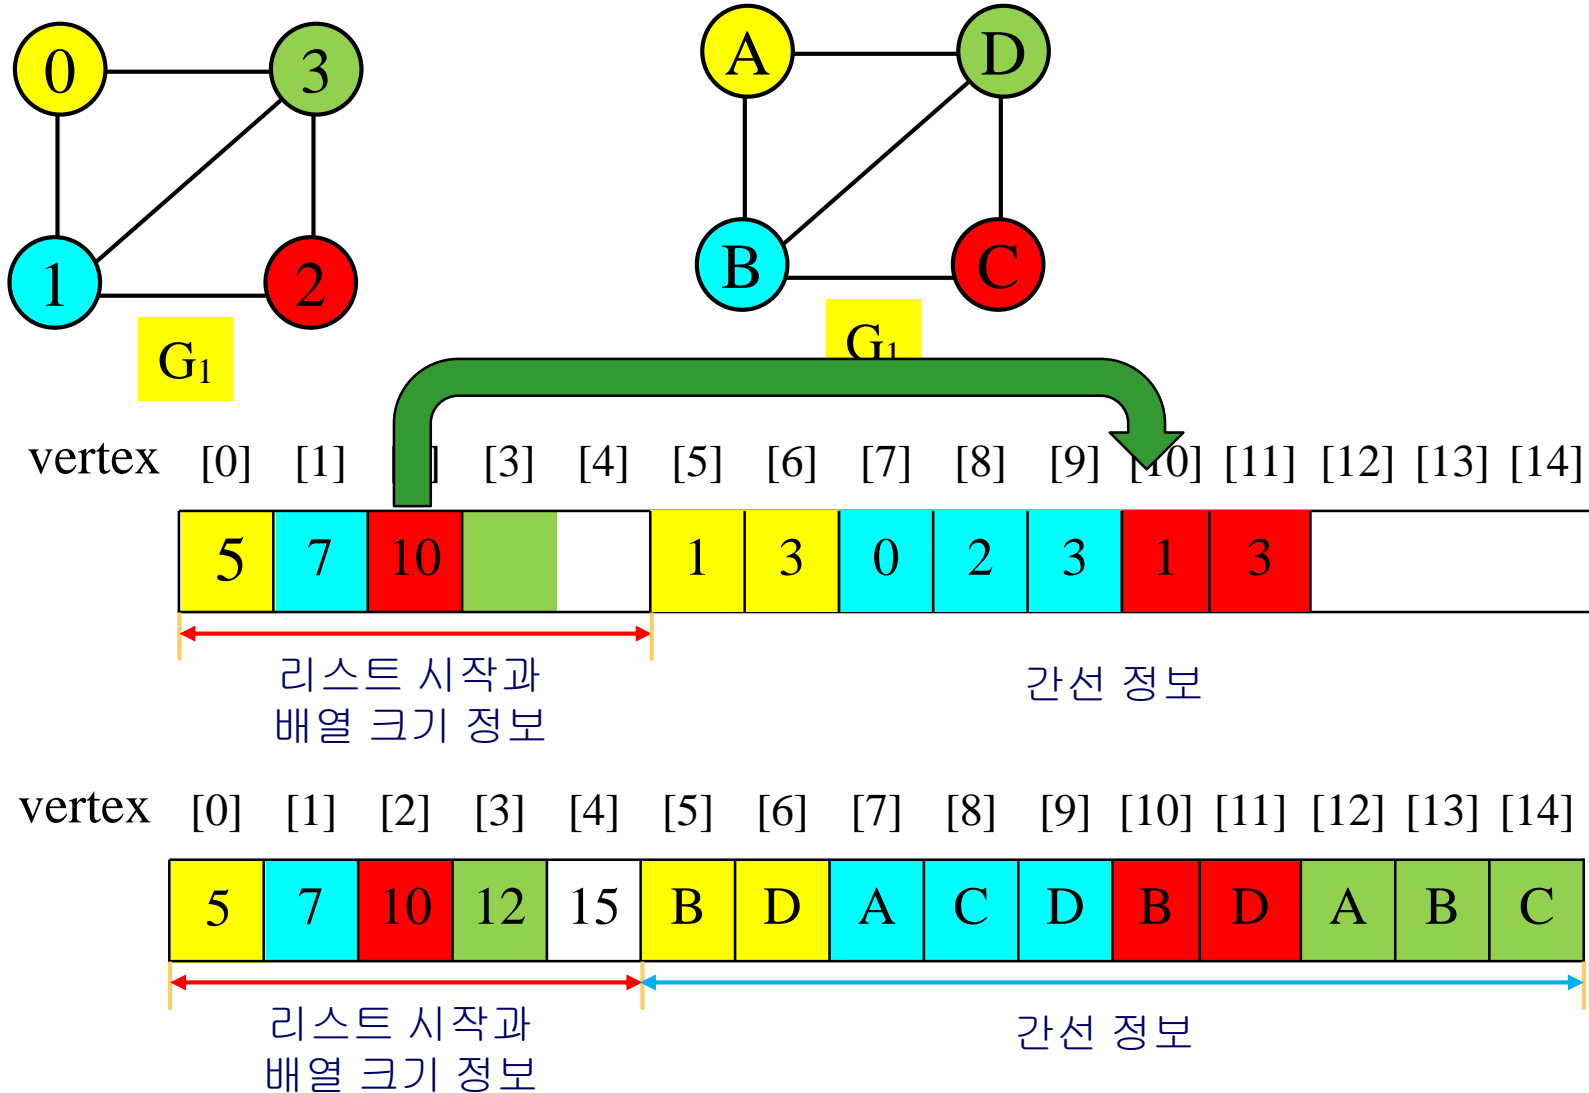 0 3
1 2
G1
A D
B C
G1
vertex [0] [1] ] [3] [4] [5] [6] [7] [8] [9] [10] [11] [12] [13] [14]
5 7 10 1 3 0 2 3 1 3
리스트 시작과
배열 크기 정보
간선 정보
vertex [0] [1] [2] [3] [4] [5] [6] [7] [8] [9] [10] [11] [12] [13] [14]
5 7 10 12 15 B D A C D B D A B C
리스트 시작과
배열 크기 정보
간선 정보